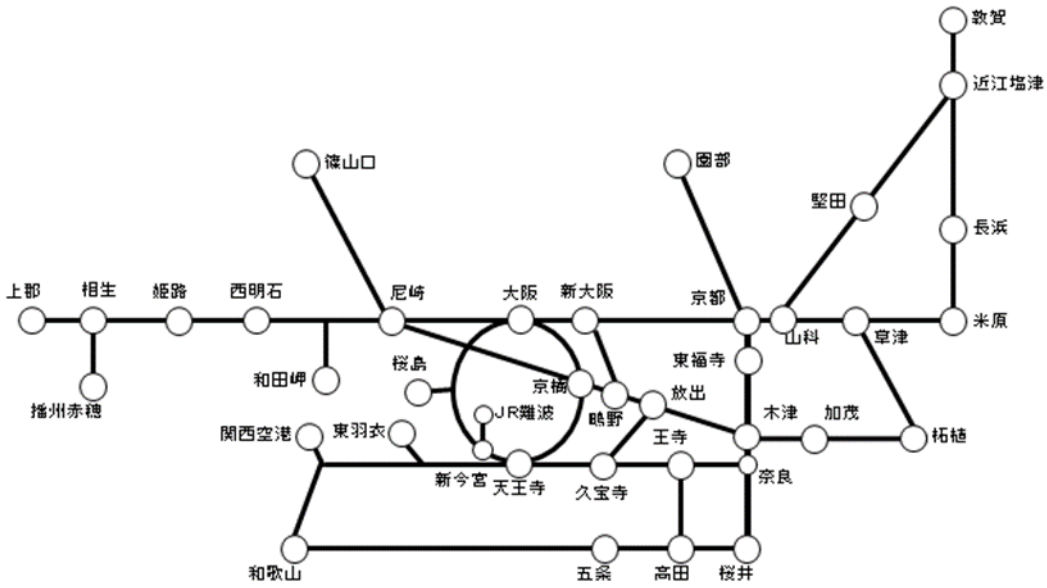 敦賀
近江塩津
篠山口
園部
堅田
長浜
上郡
相生
姫路
西明石
尼崎
大阪
新大阪
京都
山科
草津
米原
東福寺
和田岬
桜島
京橋
鴫野
放出
播州赤穂
JR難波
木津
加茂
柘植
関西空港
東羽衣
王寺
新今宮
天王寺
久宝寺
奈良
和歌山
五条
高田
桜井